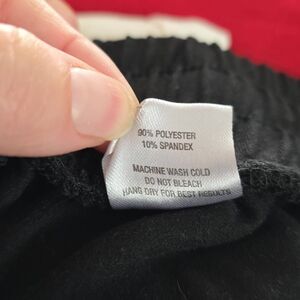 90% POLYESTER
10% SPANDEX
MACHINE WASH COLD
DO NOT BLEACH
HANG DRY FOR BEST RESULTS